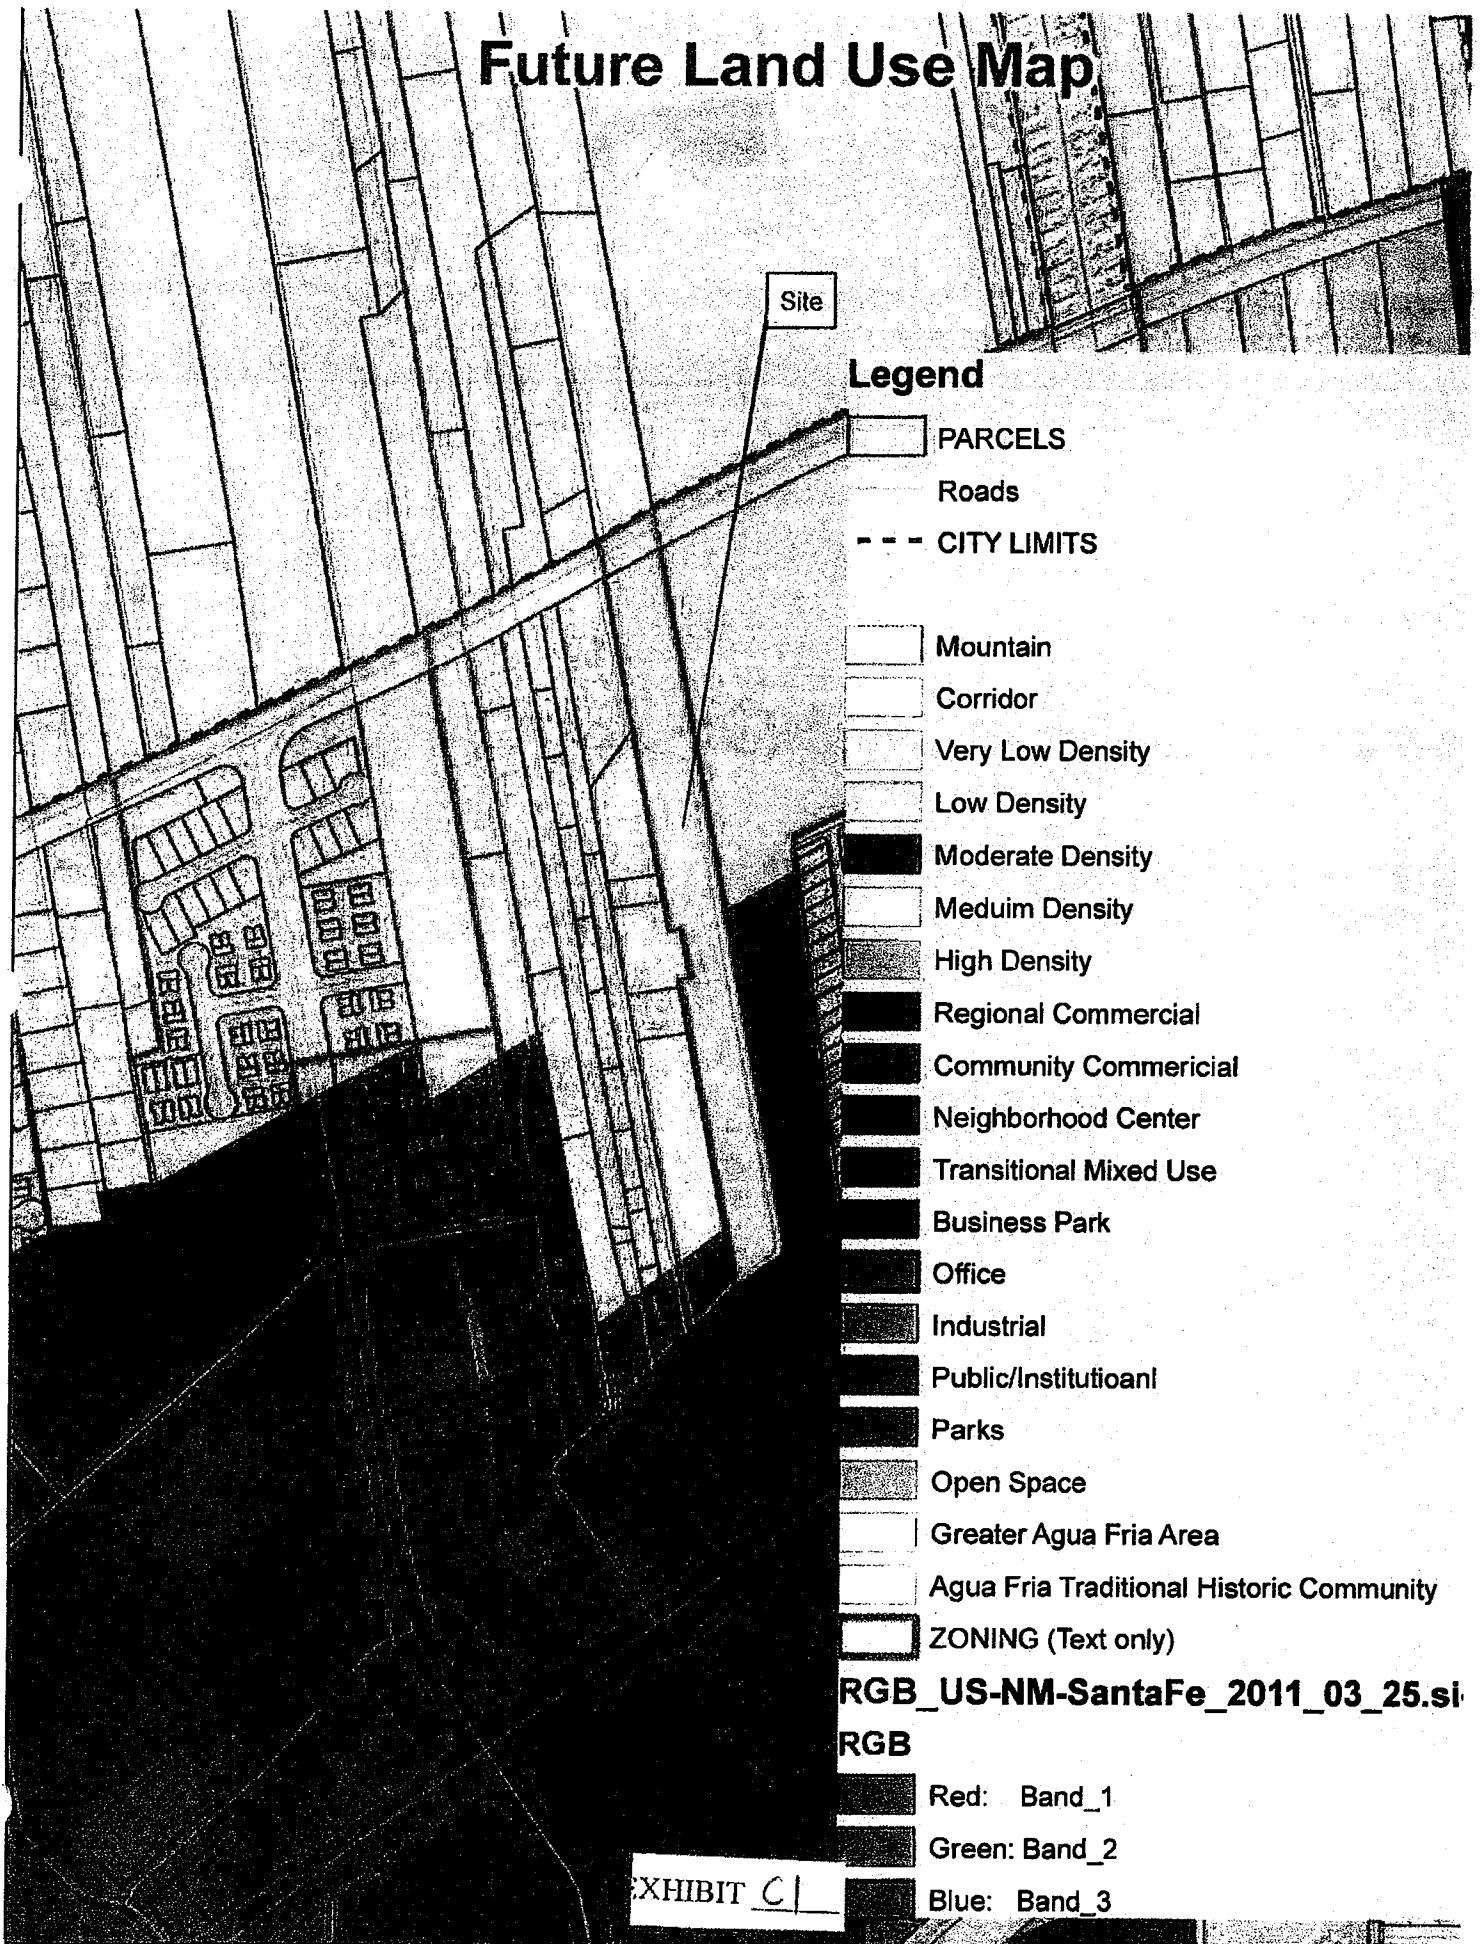 Future Land Use Map
Site
Legend
PARCELS
Roads
CITY LIMITS
Mountain
Corridor
Very Low Density
Low Density
Moderate Density
Meduim Density
High Density
Regional Commercial
Community Commericial
Neighborhood Center
Transitional Mixed Use
Business Park
Office
Industrial
Public/Institutioanl
Parks
Open Space
Greater Agua Fria Area
Agua Fria Traditional Historic Community
ZONING (Text only)
RGB_US-NM-SantaFe_2011_03_25.si
RGB
Red: Band_1
Green: Band_2
Blue: Band_3
EXHIBIT C1